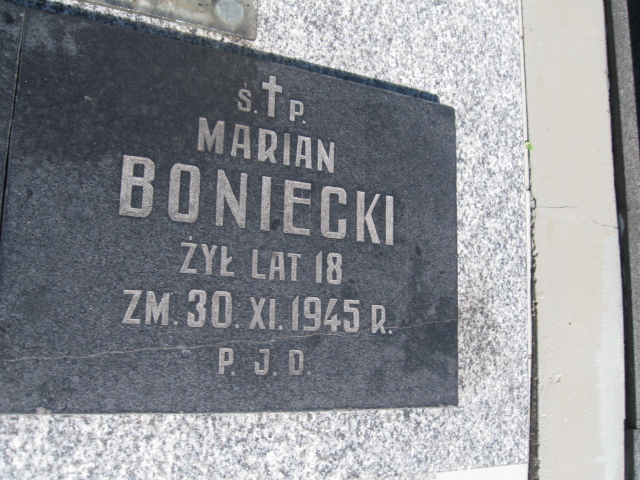 Ś.✝P.
MARIAN
BONIECKI
ŻYŁ LAT 18
ZM. 30. XI. 1945 R.
P. J. D.